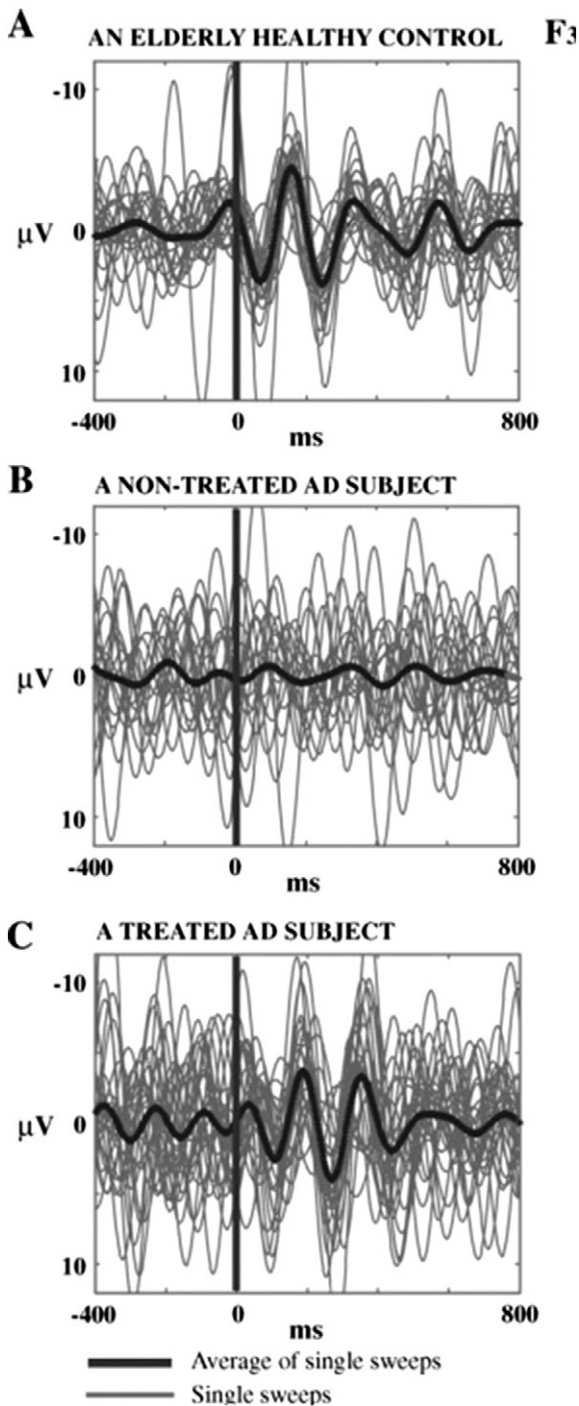 A AN ELDERLY HEALTHY CONTROL F3
-10
μV 0
10
-400 0 800
ms
B A NON-TREATED AD SUBJECT
-10
μV 0
10
-400 0 800
ms
C A TREATED AD SUBJECT
-10
μV 0
10
-400 0 800
ms
Average of single sweeps
Single sweeps